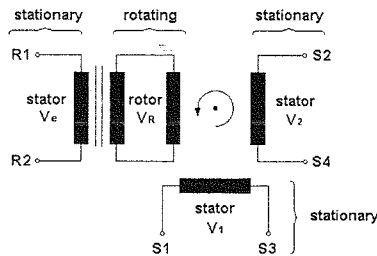 stationary rotating stationary
R1 S2
stator
Ve
rotor
VR
stator
V2
R2 S4
stator
V1
stationary
S1 S3